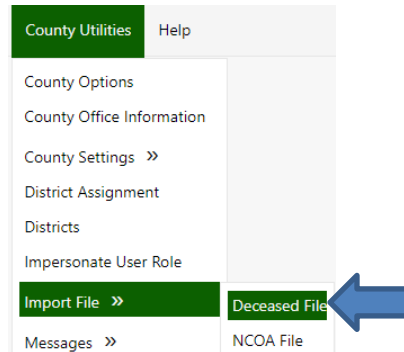 County Utilities Help
County Options
County Office Information
County Settings »
District Assignment
Districts
Impersonate User Role
Import File » Deceased File
Messages » NCOA File